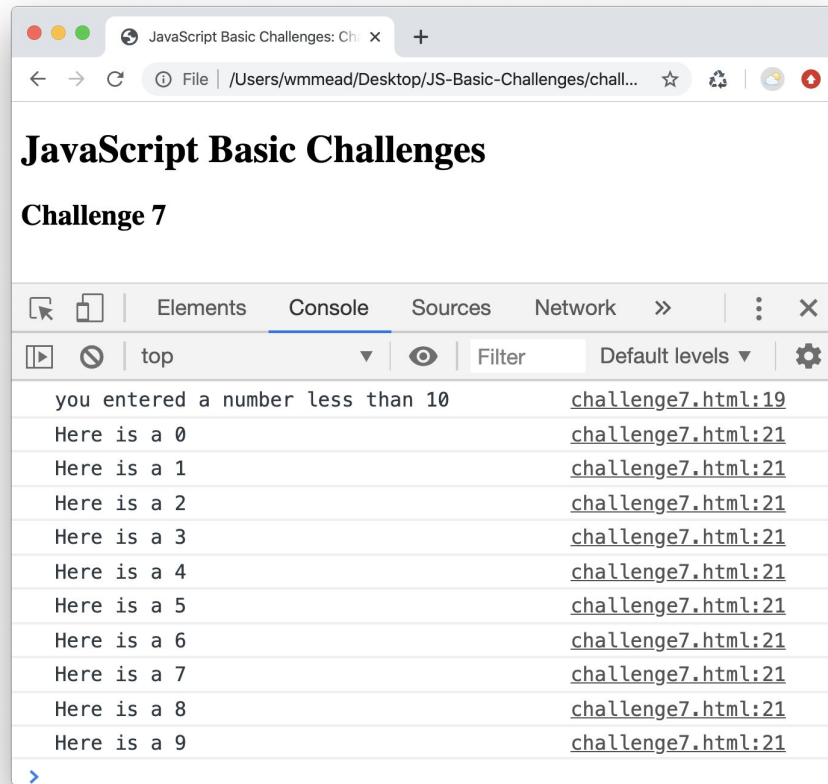 JavaScript Basic Challenges: Ch
File /Users/wmmead/Desktop/JS-Basic-Challenges/chall...
JavaScript Basic Challenges
Challenge 7
Elements Console Sources Network »
top Filter Default levels ▼
you entered a number less than 10 challenge7.html:19
Here is a 0 challenge7.html:21
Here is a 1 challenge7.html:21
Here is a 2 challenge7.html:21
Here is a 3 challenge7.html:21
Here is a 4 challenge7.html:21
Here is a 5 challenge7.html:21
Here is a 6 challenge7.html:21
Here is a 7 challenge7.html:21
Here is a 8 challenge7.html:21
Here is a 9 challenge7.html:21